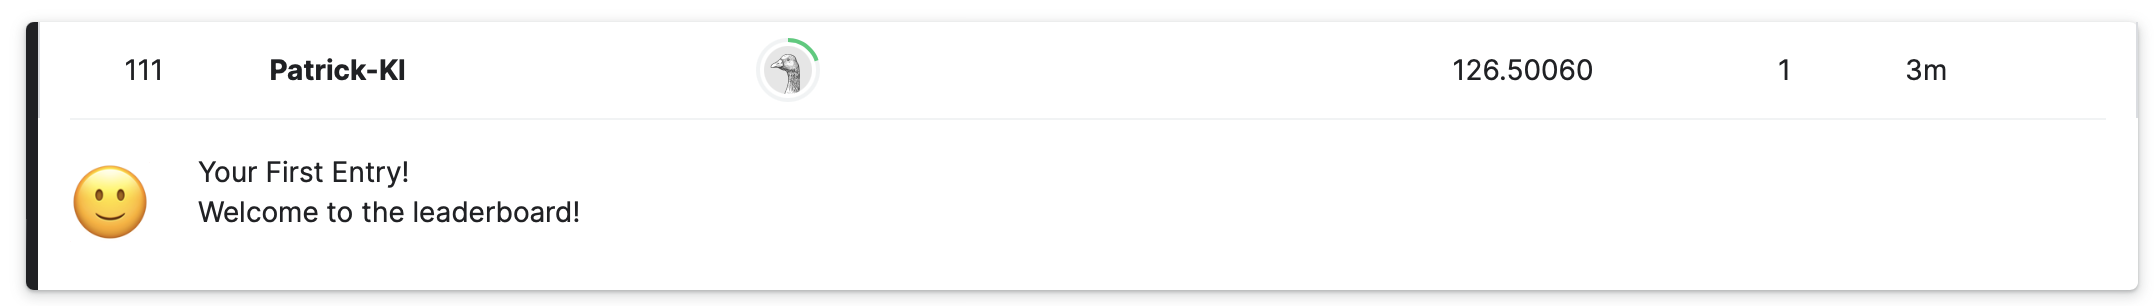 111 Patrick-KI 126.50060 1 3m
Your First Entry!
Welcome to the leaderboard!